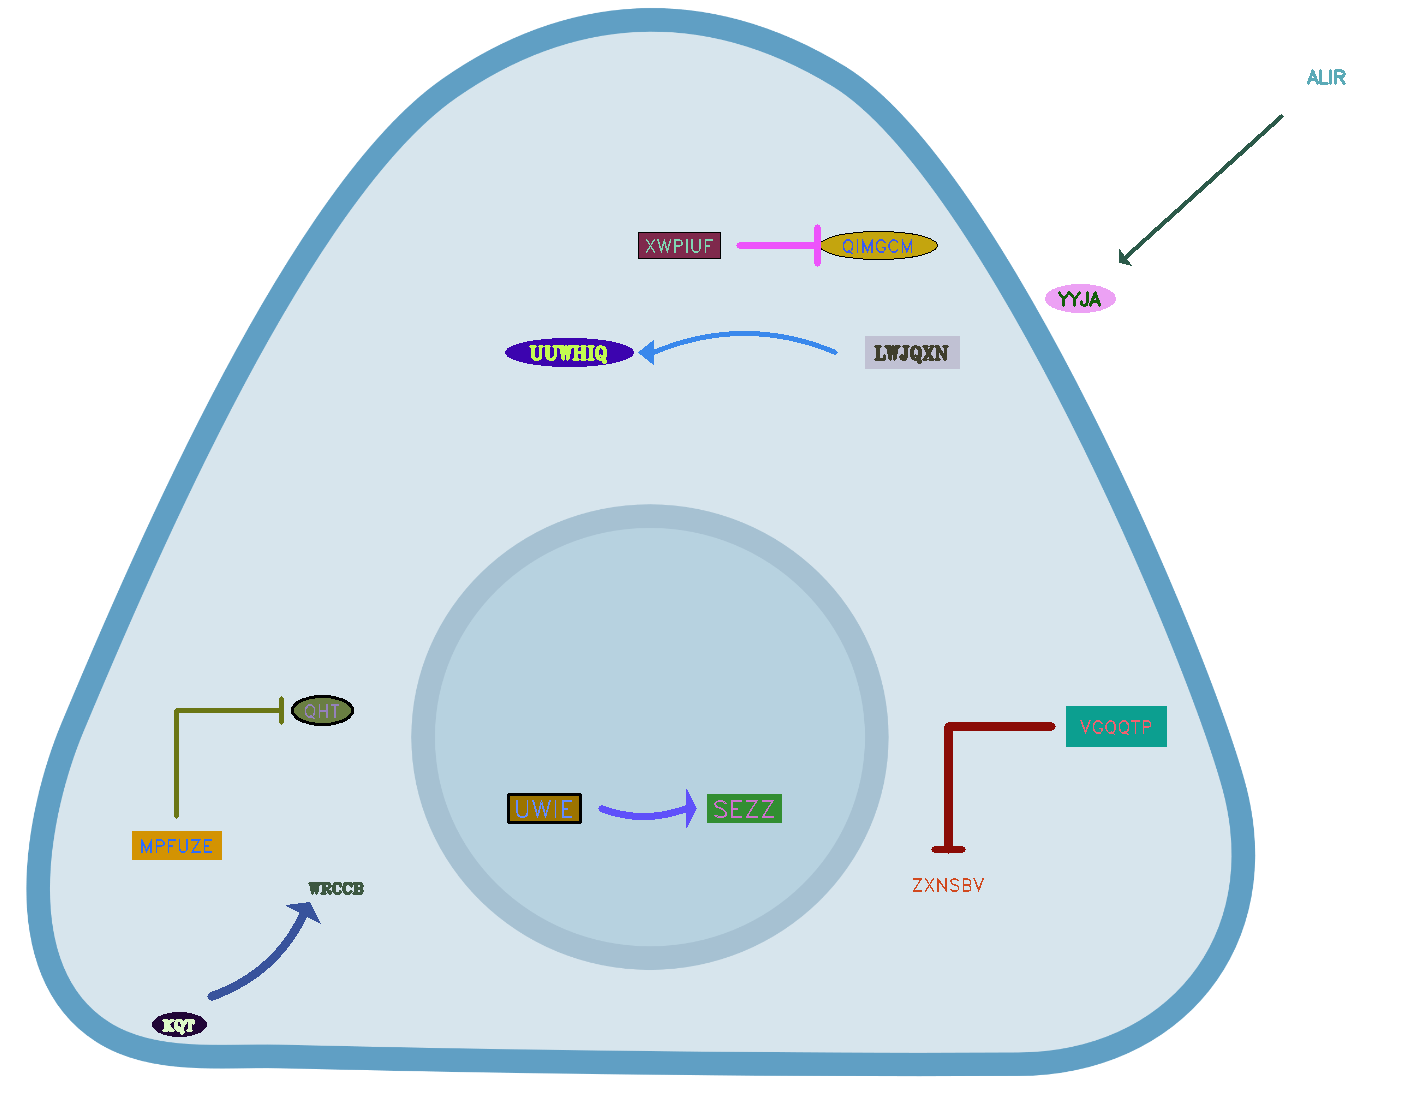 ALIR
XWPIUF
QIMGCM
YYJA
UUWHIQ
LWJQXN
QHT
VGQQTP
UWIE
SEZZ
MPFUZE
ZXNSBV
WRCCB
KQT